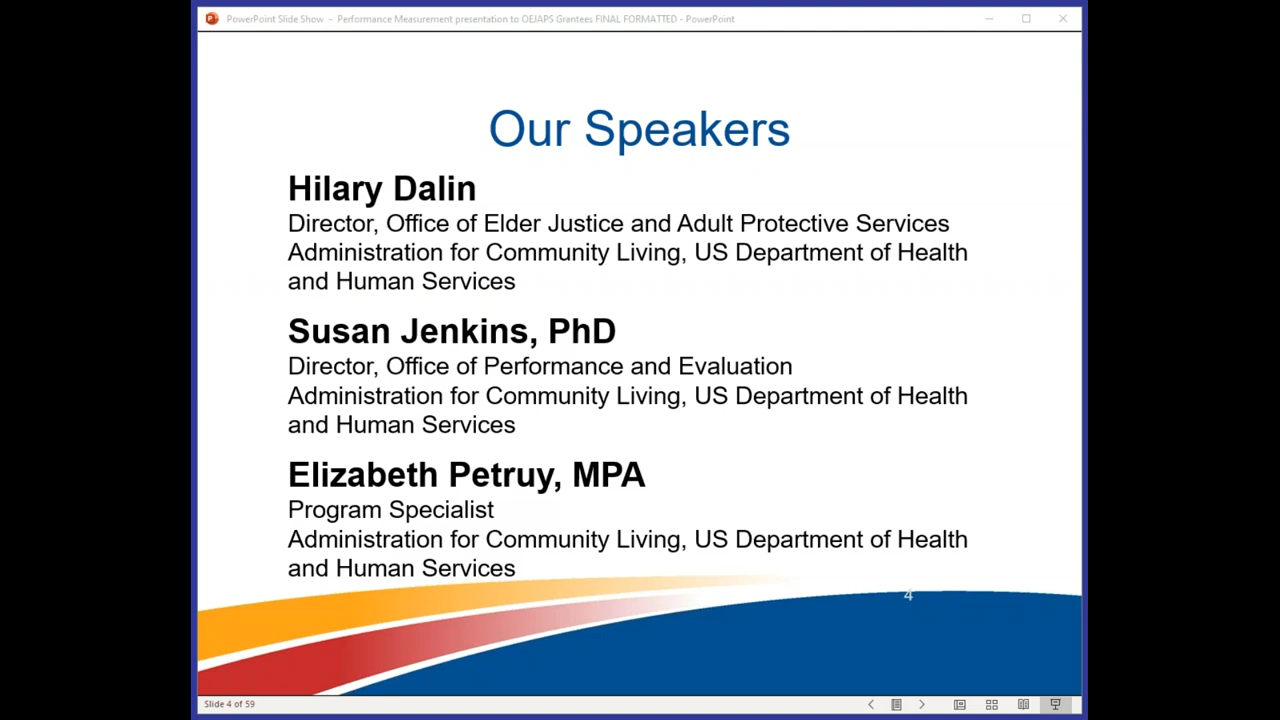 PowerPoint Slide Show - Performance Measurement presentation to OEJAPS Grantees FINAL FORMATTED - PowerPoint
Our Speakers
Hilary Dalin
Director, Office of Elder Justice and Adult Protective Services
Administration for Community Living, US Department of Health
and Human Services
Susan Jenkins, PhD
Director, Office of Performance and Evaluation
Administration for Community Living, US Department of Health
and Human Services
Elizabeth Petruy, MPA
Program Specialist
Administration for Community Living, US Department of Health
and Human Services
4
Slide 4 of 59